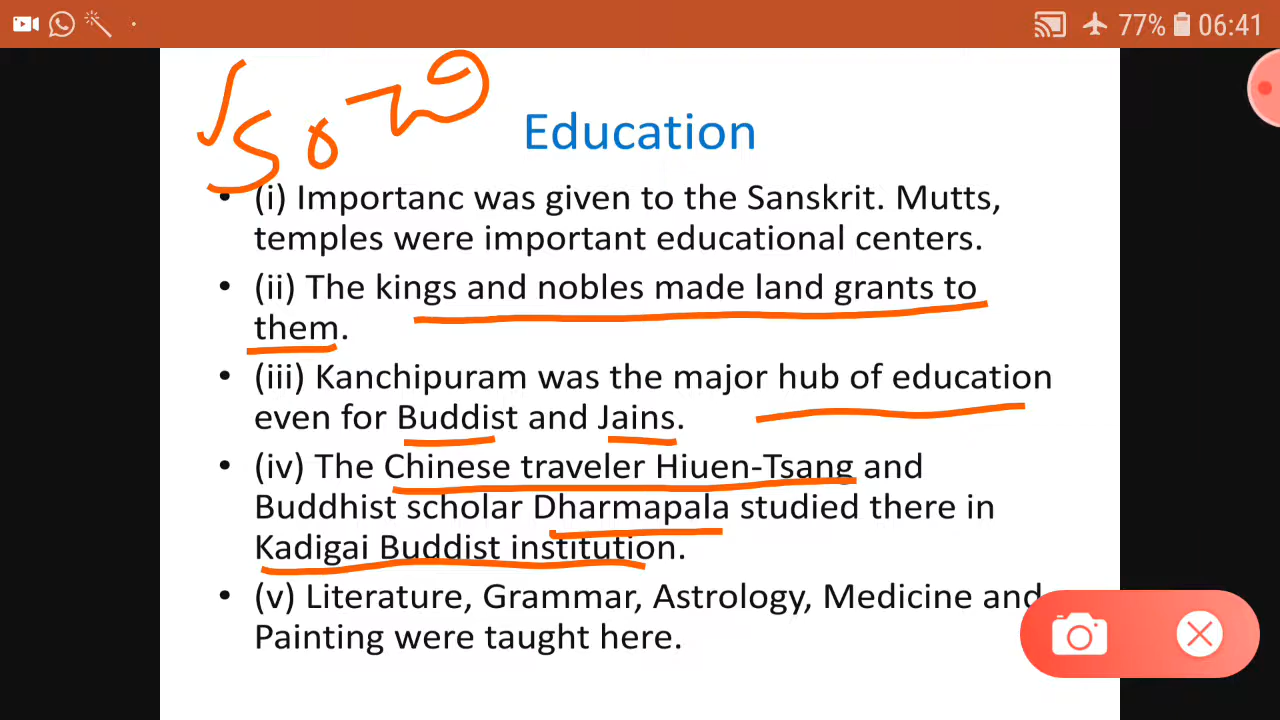 77% 06:41
Education
• (i) Importanc was given to the Sanskrit. Mutts,
temples were important educational centers.
• (ii) The kings and nobles made land grants to
them.
• (iii) Kanchipuram was the major hub of education
even for Buddist and Jains.
• (iv) The Chinese traveler Hiuen-Tsang and
Buddhist scholar Dharmapala studied there in
Kadigai Buddist institution.
• (v) Literature, Grammar, Astrology, Medicine and
Painting were taught here.